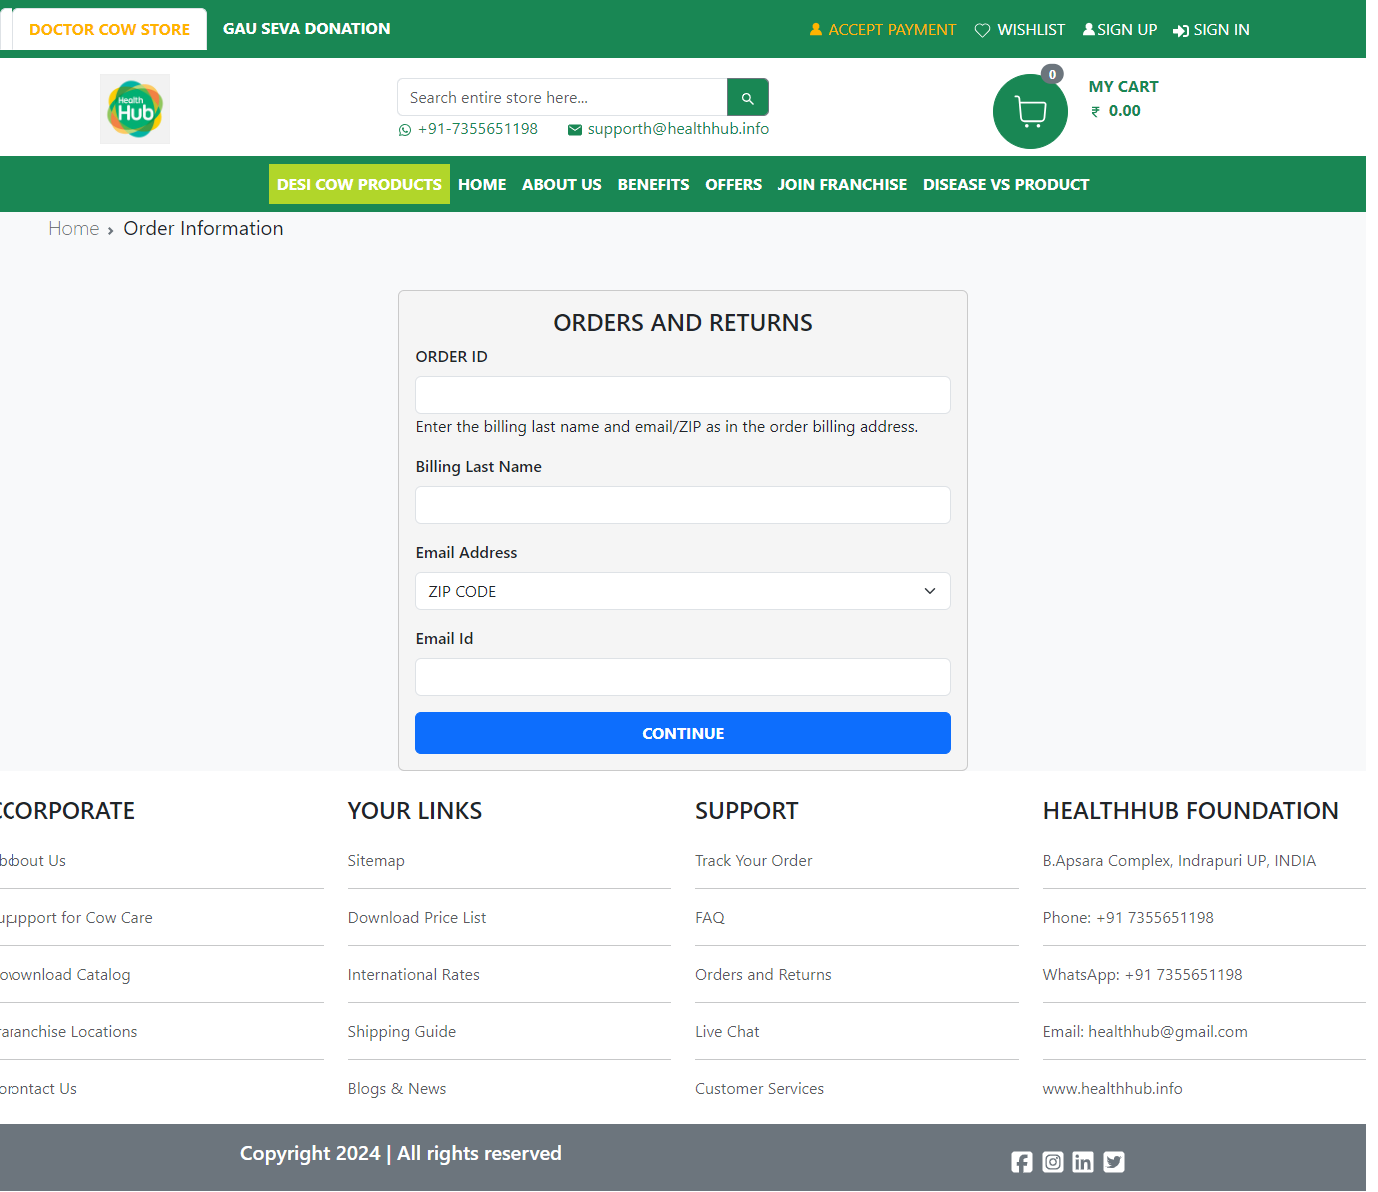 DOCTOR COW STORE GAU SEVA DONATION ACCEPT PAYMENT WISHLIST SIGN UP SIGN IN
Health
Hub
Search entire store here...
+91-7355651198 supporth@healthhub.info
0
MY CART
₹ 0.00
DESI COW PRODUCTS HOME ABOUT US BENEFITS OFFERS JOIN FRANCHISE DISEASE VS PRODUCT
Home › Order Information
ORDERS AND RETURNS
ORDER ID
Enter the billing last name and email/ZIP as in the order billing address.
Billing Last Name
Email Address
ZIP CODE
Email Id
CONTINUE
CORPORATE
bout Us
upport for Cow Care
ownload Catalog
ranchise Locations
ontact Us
YOUR LINKS
Sitemap
Download Price List
International Rates
Shipping Guide
Blogs & News
SUPPORT
Track Your Order
FAQ
Orders and Returns
Live Chat
Customer Services
HEALTHHUB FOUNDATION
B.Apsara Complex, Indrapuri UP, INDIA
Phone: +91 7355651198
WhatsApp: +91 7355651198
Email: healthhub@gmail.com
www.healthhub.info
Copyright 2024 | All rights reserved